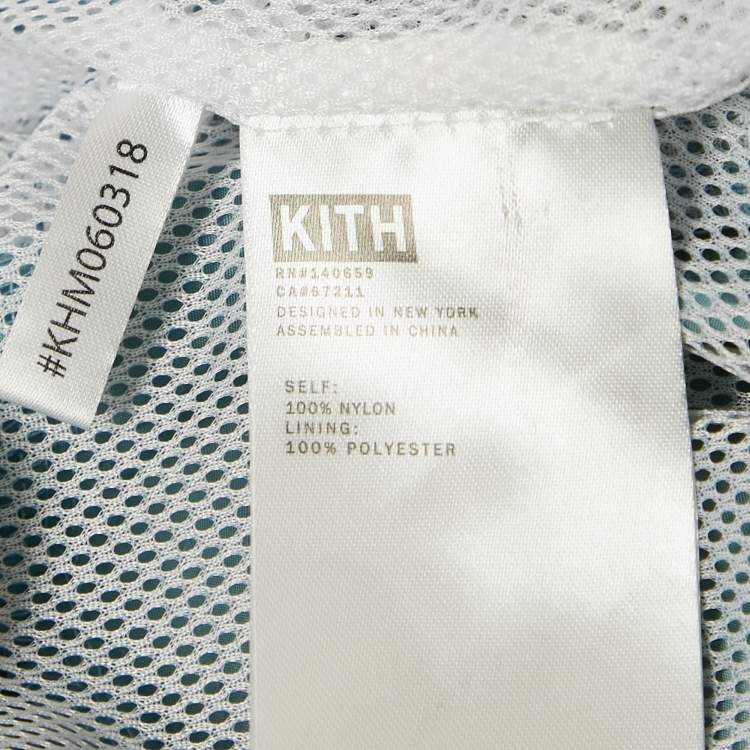 #KHM060318
KITH
RN#140659
CA#67211
DESIGNED IN NEW YORK
ASSEMBLED IN CHINA
SELF:
100% NYLON
LINING:
100% POLYESTER